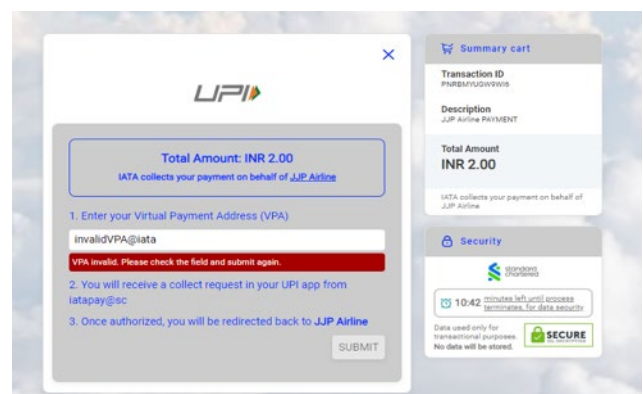 UPI
Total Amount: INR 2.00
IATA collects your payment on behalf of JJP Airline
1. Enter your Virtual Payment Address (VPA)
invalidVPA@iata
VPA invalid. Please check the field and submit again.
2. You will receive a collect request in your UPI app from
iatapay@sc
3. Once authorized, you will be redirected back to JJP Airline
SUBMIT
Summary cart
Transaction ID
Description
JJP Airline PAYMENT
Total Amount
INR 2.00
IATA collects your payment on behalf of
JJP Airline
Security
standard
chartered
10:42 minutes left until process
terminates, for data security
Data used only for
transactional purposes.
No data will be stored.
SECURE
SSL ENCRYPTION